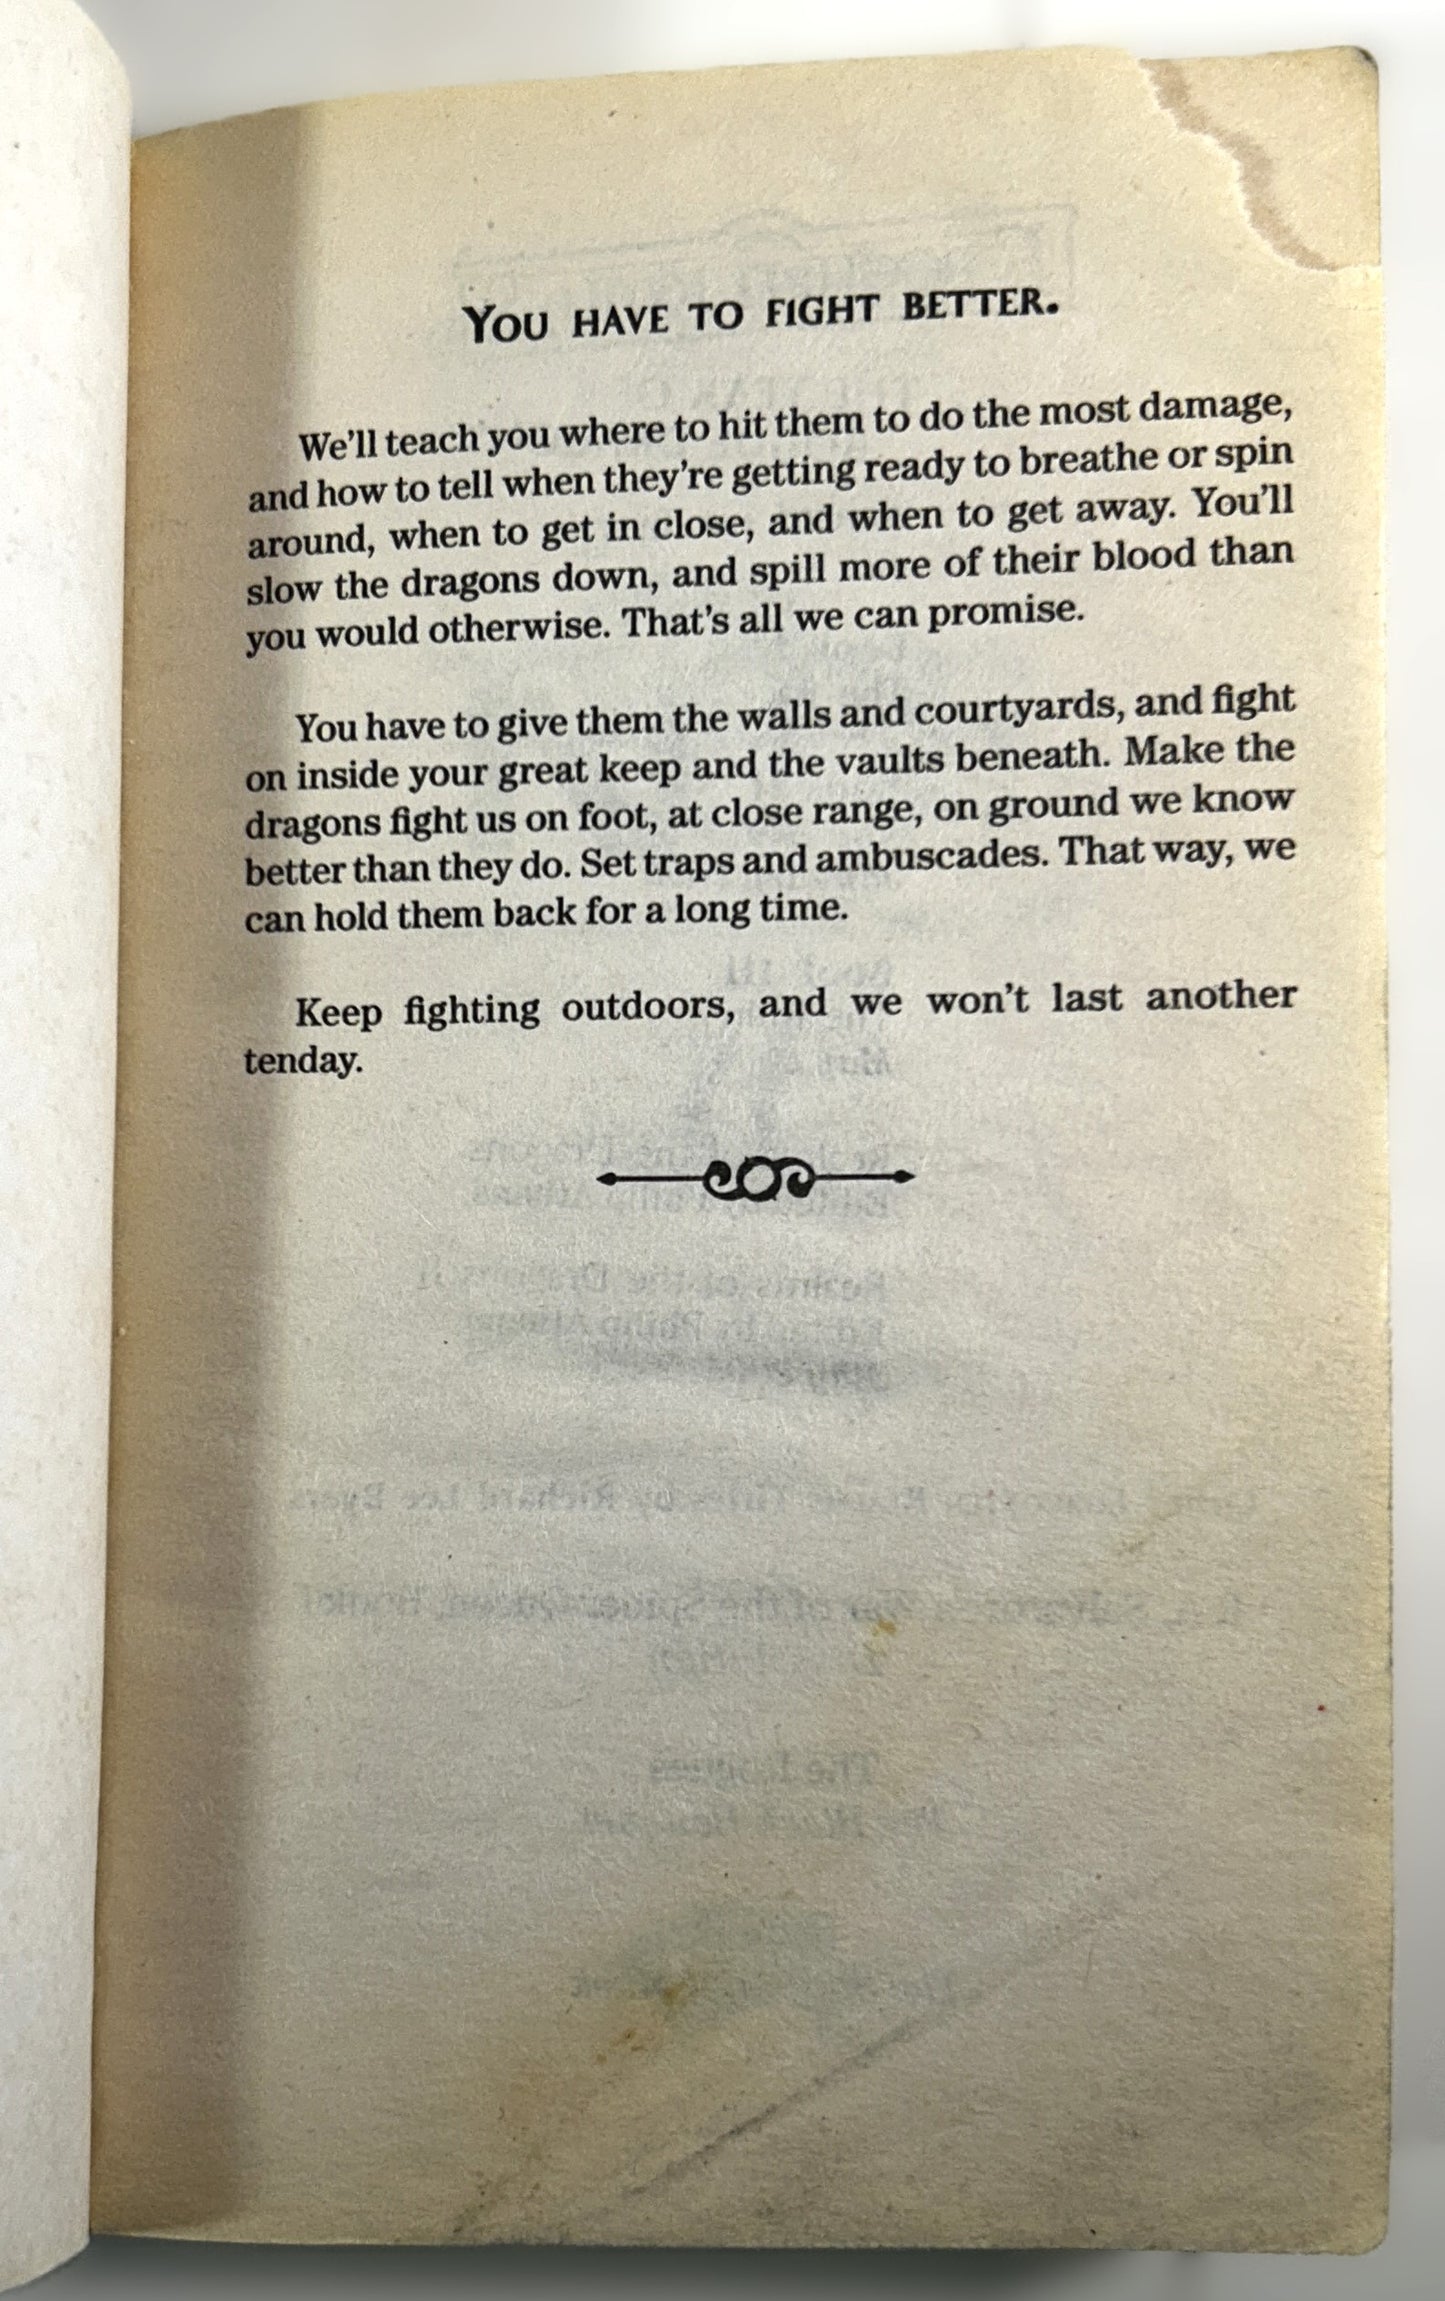 YOU HAVE TO FIGHT BETTER.
We'll teach you where to hit them to do the most damage,
and how to tell when they're getting ready to breathe or spin
around, when to get in close, and when to get away. You'll
slow the dragons down, and spill more of their blood than
you would otherwise. That's all we can promise.
You have to give them the walls and courtyards, and fight
on inside your great keep and the vaults beneath. Make the
dragons fight us on foot, at close range, on ground we know
better than they do. Set traps and ambuscades. That way, we
can hold them back for a long time.
Keep fighting outdoors, and we won't last another
tenday.